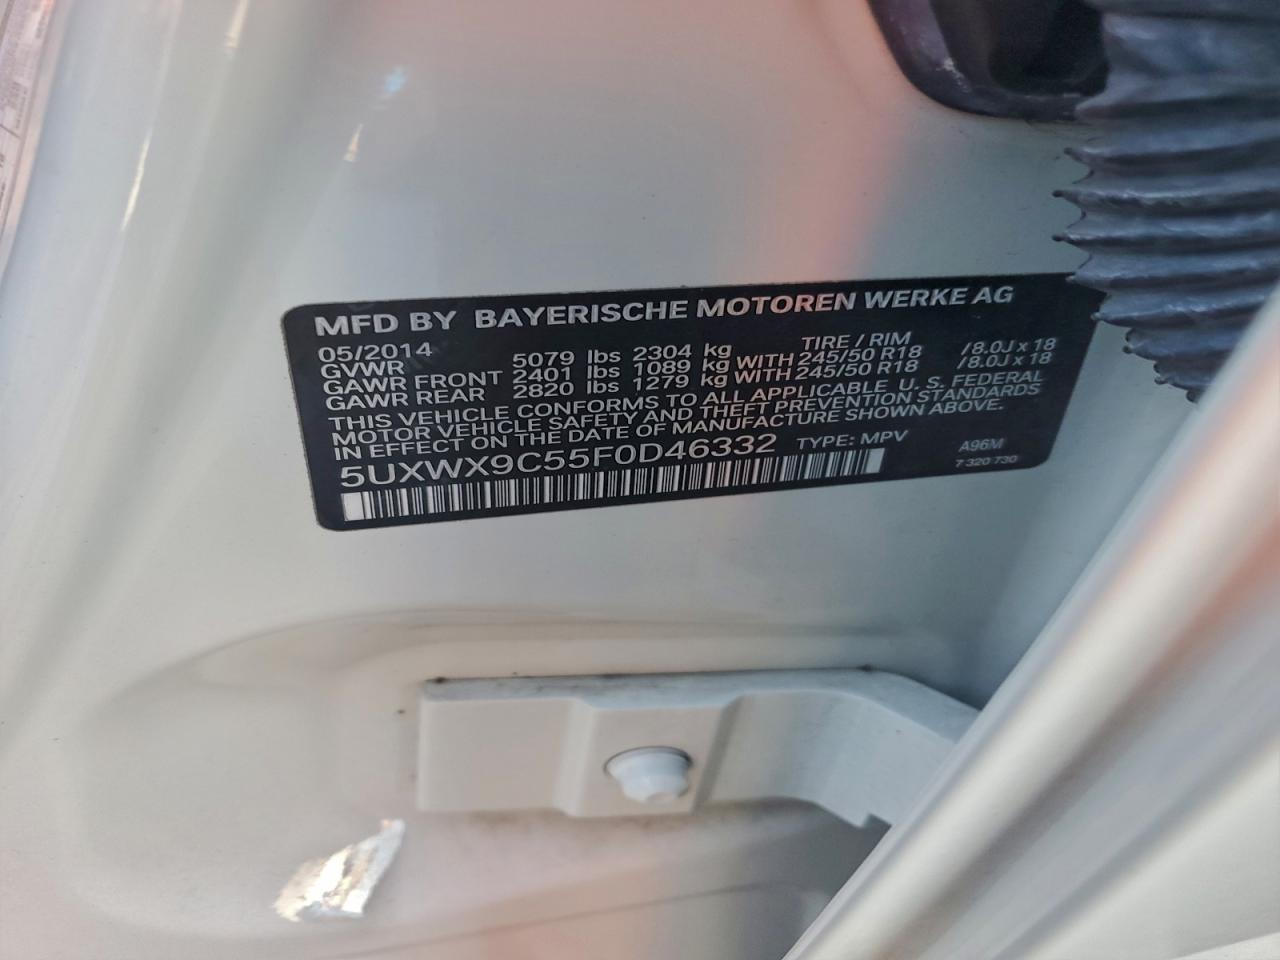 MFD BY BAYERISCHE MOTOREN WERKE AG
05/2014 TIRE / RIM
GVWR 5079 lbs 2304 kg
GAWR FRONT 2401 lbs 1089 kg WITH 245/50 R18 /8.0J x 18
GAWR REAR 2820 lbs 1279 kg WITH 245/50 R18 /8.0J x 18
THIS VEHICLE CONFORMS TO ALL APPLICABLE U. S. FEDERAL
MOTOR VEHICLE SAFETY AND THEFT PREVENTION STANDARDS
IN EFFECT ON THE DATE OF MANUFACTURE SHOWN ABOVE.
5UXWX9C55F0D46332 TYPE: MPV A96M
7 320 730